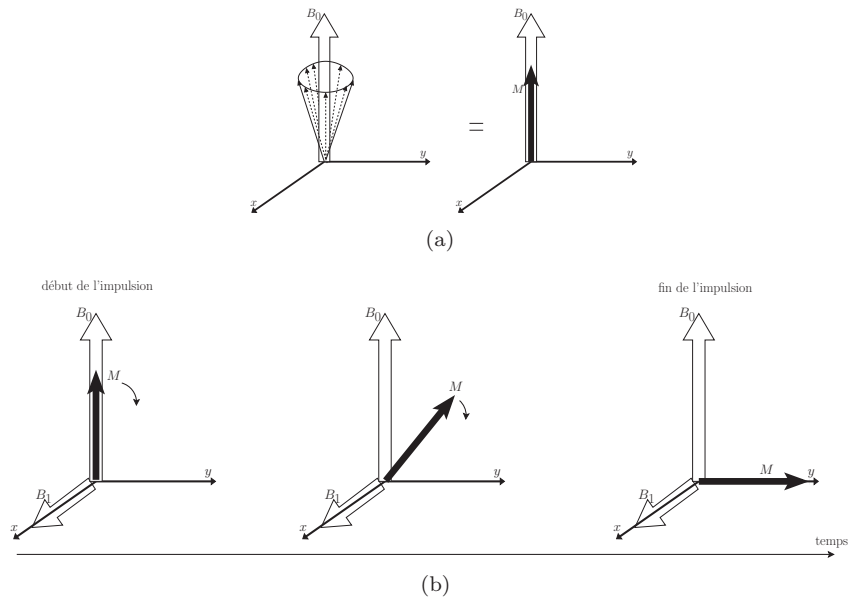 B0
B0
M
=
y
y
x
x
(a)
début de l'impulsion
fin de l'impulsion
B0
B0
B0
M
M
M
y
y
y
B1
B1
B1
x
x
x
temps
(b)